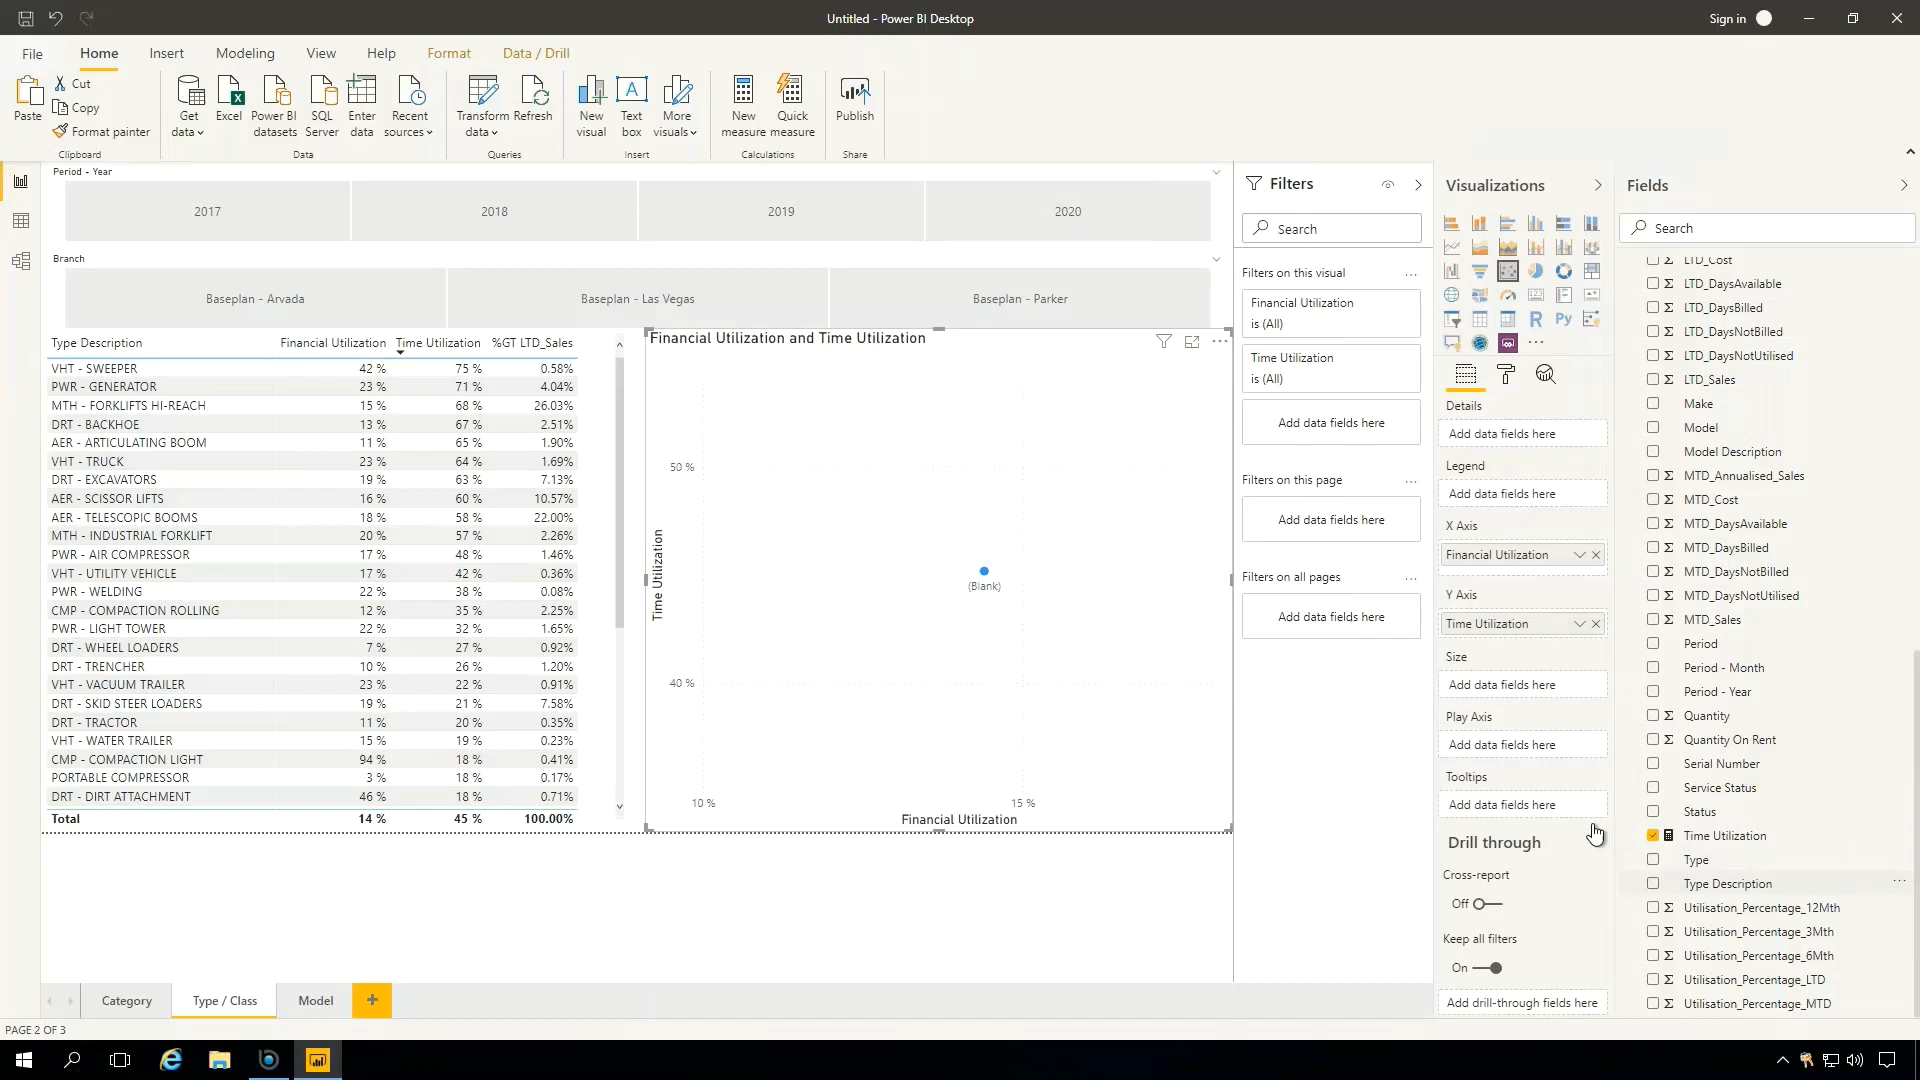 Untitled - Power BI Desktop
Sign in
File
Home
Insert
Modeling
View
Help
Format
Data / Drill
Paste
Cut
Copy
Format painter
Clipboard
Get data
Excel
Power BI datasets
SQL Server
Enter data
Recent sources
Data
Transform data
Refresh
Queries
New visual
Text box
More visuals
Insert
New measure
Quick measure
Calculations
Publish
Share
Period - Year
2017
2018
2019
2020
Branch
Baseplan - Arvada
Baseplan - Las Vegas
Baseplan - Parker
Type Description Financial Utilization Time Utilization %GT LTD_Sales
VHT - SWEEPER 42 % 75 % 0.58%
PWR - GENERATOR 23 % 71 % 4.04%
MTH - FORKLIFTS HI-REACH 15 % 68 % 26.03%
DRT - BACKHOE 13 % 67 % 2.51%
AER - ARTICULATING BOOM 11 % 65 % 1.90%
VHT - TRUCK 23 % 64 % 1.69%
DRT - EXCAVATORS 19 % 63 % 7.13%
AER - SCISSOR LIFTS 16 % 60 % 10.57%
AER - TELESCOPIC BOOMS 18 % 58 % 22.00%
MTH - INDUSTRIAL FORKLIFT 20 % 57 % 2.26%
PWR - AIR COMPRESSOR 17 % 48 % 1.46%
VHT - UTILITY VEHICLE 17 % 42 % 0.36%
PWR - WELDING 22 % 38 % 0.08%
CMP - COMPACTION ROLLING 12 % 35 % 2.25%
PWR - LIGHT TOWER 22 % 32 % 1.65%
DRT - WHEEL LOADERS 7 % 27 % 0.92%
DRT - TRENCHER 10 % 26 % 1.20%
VHT - VACUUM TRAILER 23 % 22 % 0.91%
DRT - SKID STEER LOADERS 19 % 21 % 7.58%
DRT - TRACTOR 11 % 20 % 0.35%
VHT - WATER TRAILER 15 % 19 % 0.23%
CMP - COMPACTION LIGHT 94 % 18 % 0.41%
PORTABLE COMPRESSOR 3 % 18 % 0.17%
DRT - DIRT ATTACHMENT 46 % 18 % 0.71%
Total 14 % 45 % 100.00%
Financial Utilization and Time Utilization
Time Utilization
50 %
40 %
(Blank)
10 %
15 %
Financial Utilization
Filters
Search
Filters on this visual
...
Financial Utilization
is (All)
Time Utilization
is (All)
Add data fields here
Filters on this page
...
Add data fields here
Filters on all pages
...
Add data fields here
Visualizations
R
Py
...
Details
Add data fields here
Legend
Add data fields here
X Axis
Financial Utilization
Y Axis
Time Utilization
Size
Add data fields here
Play Axis
Add data fields here
Tooltips
Add data fields here
Drill through
Cross-report
Off
Keep all filters
On
Add drill-through fields here
Fields
Search
LTD_Cost
LTD_DaysAvailable
LTD_DaysBilled
LTD_DaysNotBilled
LTD_DaysNotUtilised
LTD_Sales
Make
Model
Model Description
MTD_Annualised_Sales
MTD_Cost
MTD_DaysAvailable
MTD_DaysBilled
MTD_DaysNotBilled
MTD_DaysNotUtilised
MTD_Sales
Period
Period - Month
Period - Year
Quantity
Quantity On Rent
Serial Number
Service Status
Status
Time Utilization
Type
Type Description ...
Utilisation_Percentage_12Mth
Utilisation_Percentage_3Mth
Utilisation_Percentage_6Mth
Utilisation_Percentage_LTD
Utilisation_Percentage_MTD
Category
Type / Class
Model
PAGE 2 OF 3